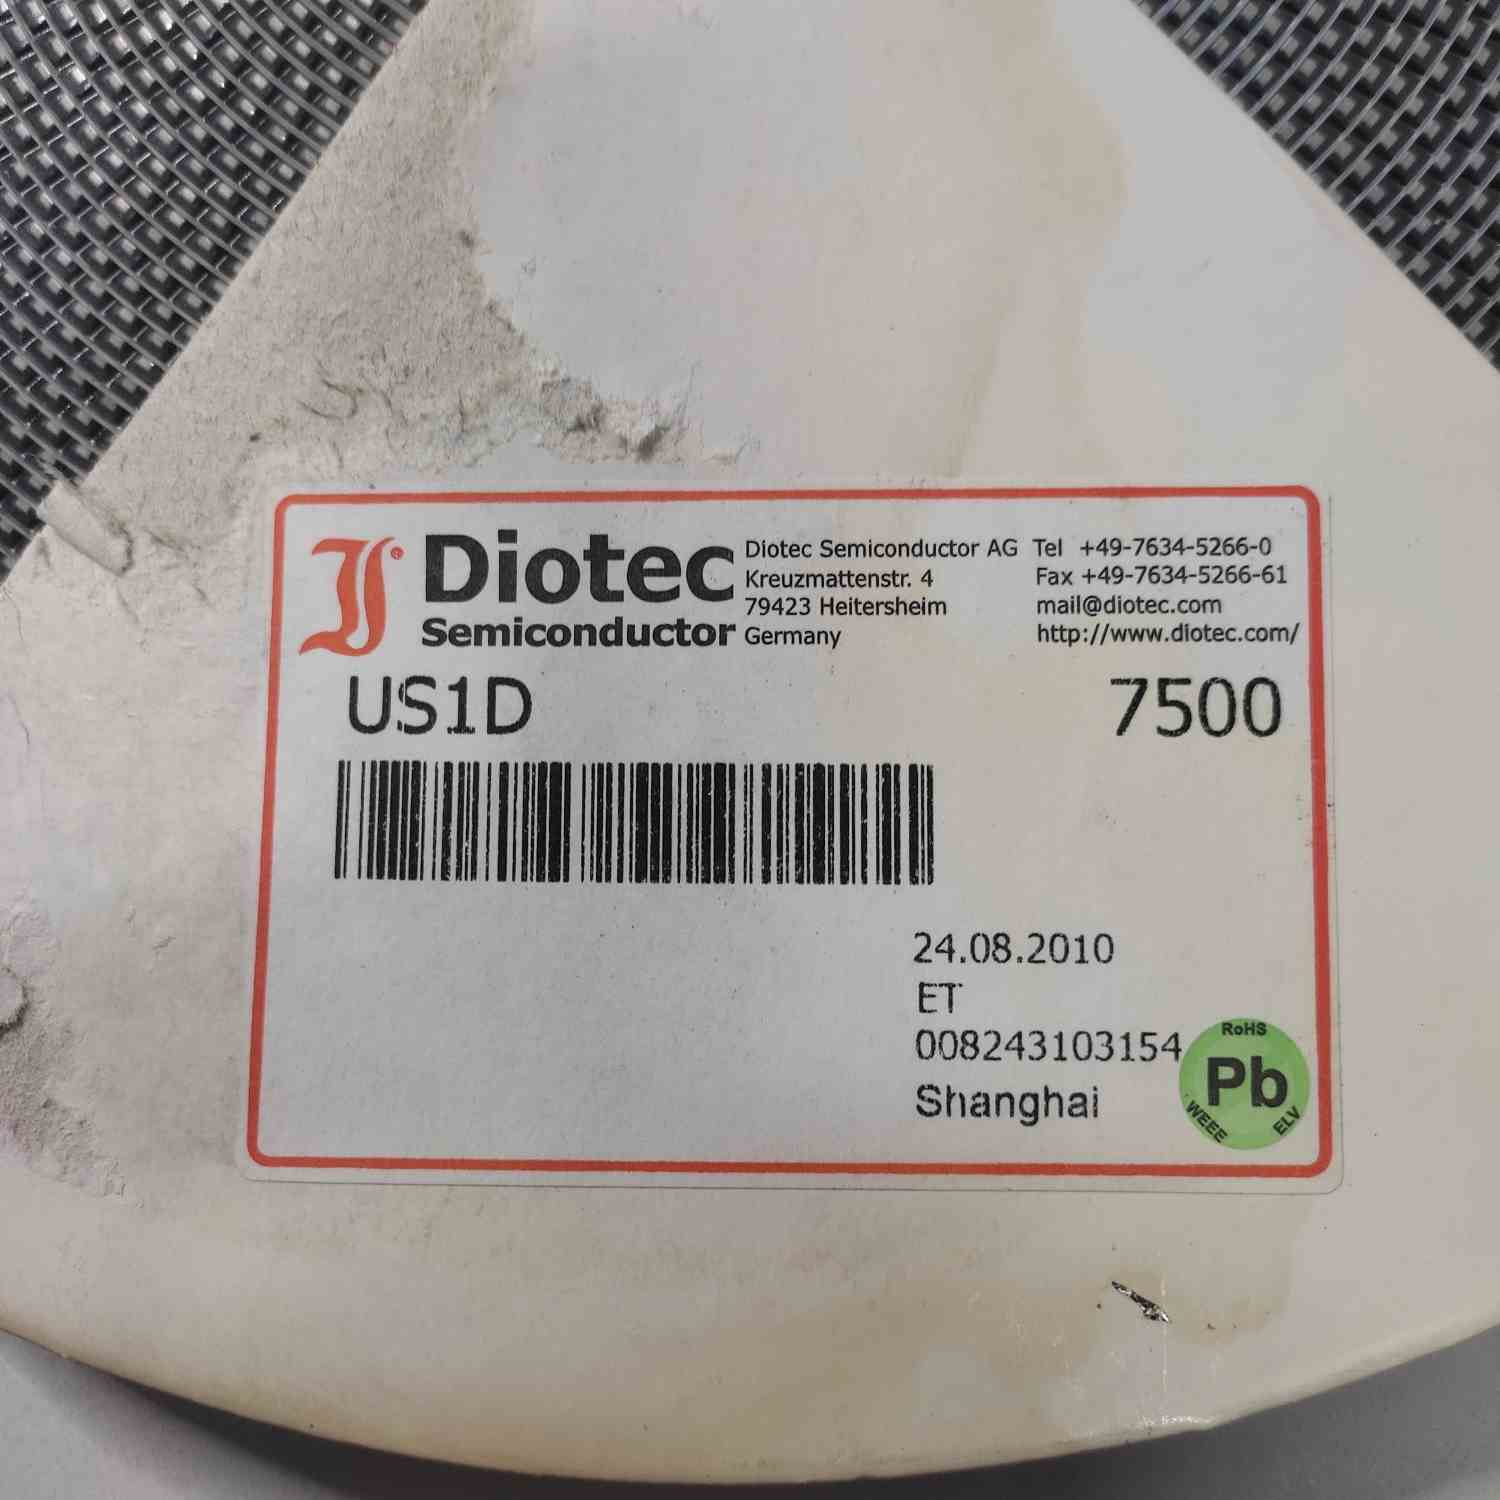 Diotec
Semiconductor
Diotec Semiconductor AG
Kreuzmattenstr. 4
79423 Heitersheim
Germany
Tel +49-7634-5266-0
Fax +49-7634-5266-61
mail@diotec.com
http://www.diotec.com/
US1D
7500
24.08.2010
ET
008243103154
Shanghai
RoHS
Pb
WEEE
ELV